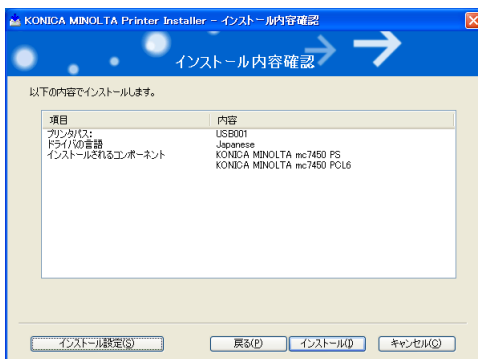 KONICA MINOLTA Printer Installer - インストール内容確認
インストール内容確認
以下の内容でインストールします。
項目 内容
プリンタパス: USB001
ドライバの言語 Japanese
インストールされるコンポーネント KONICA MINOLTA mc7450 PS
KONICA MINOLTA mc7450 PCL6
インストール設定(S) 戻る(P) インストール(I) キャンセル(C)